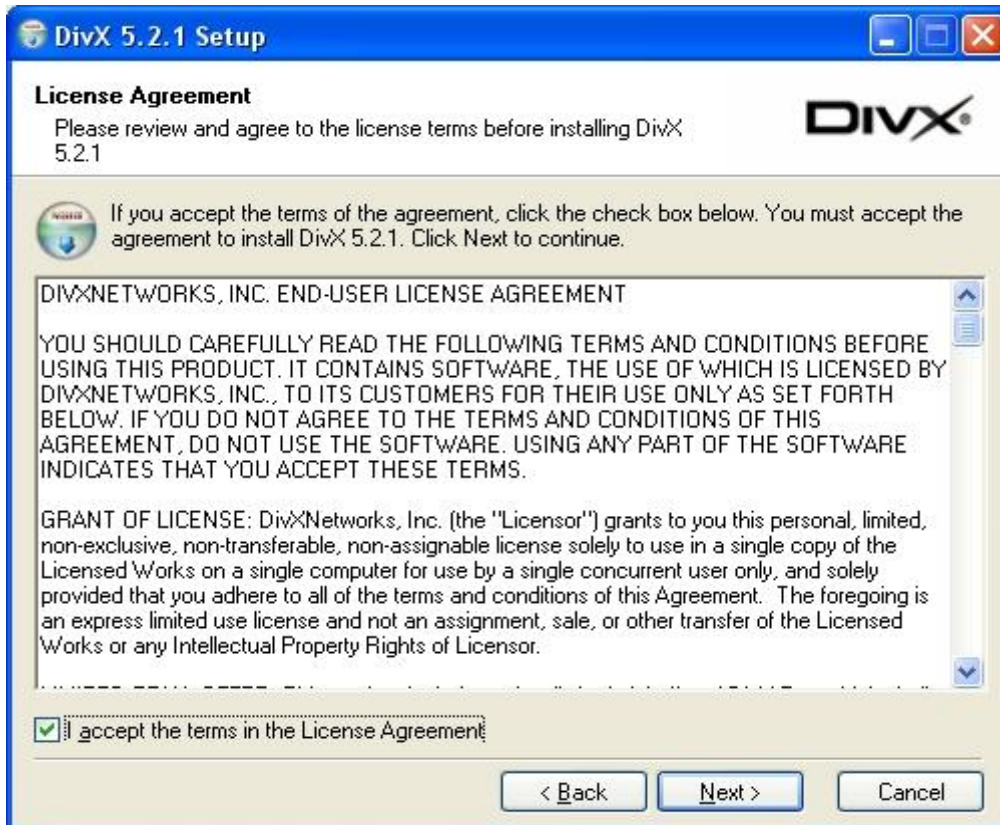 DivX 5.2.1 Setup
License Agreement
DIVX
Please review and agree to the license terms before installing DivX
5.2.1
If you accept the terms of the agreement, click the check box below. You must accept the
agreement to install DivX 5.2.1. Click Next to continue.
DIVXNETWORKS, INC. END-USER LICENSE AGREEMENT
YOU SHOULD CAREFULLY READ THE FOLLOWING TERMS AND CONDITIONS BEFORE
USING THIS PRODUCT. IT CONTAINS SOFTWARE, THE USE OF WHICH IS LICENSED BY
DIVXNETWORKS, INC., TO ITS CUSTOMERS FOR THEIR USE ONLY AS SET FORTH
BELOW. IF YOU DO NOT AGREE TO THE TERMS AND CONDITIONS OF THIS
AGREEMENT, DO NOT USE THE SOFTWARE. USING ANY PART OF THE SOFTWARE
INDICATES THAT YOU ACCEPT THESE TERMS.
GRANT OF LICENSE: DivXNetworks, Inc. (the "Licensor") grants to you this personal, limited,
non-exclusive, non-transferable, non-assignable license solely to use in a single copy of the
Licensed Works on a single computer for use by a single concurrent user only, and solely
provided that you adhere to all of the terms and conditions of this Agreement.  The foregoing is
an express limited use license and not an assignment, sale, or other transfer of the Licensed
Works or any Intellectual Property Rights of Licensor.
I accept the terms in the License Agreement
< Back
Next >
Cancel